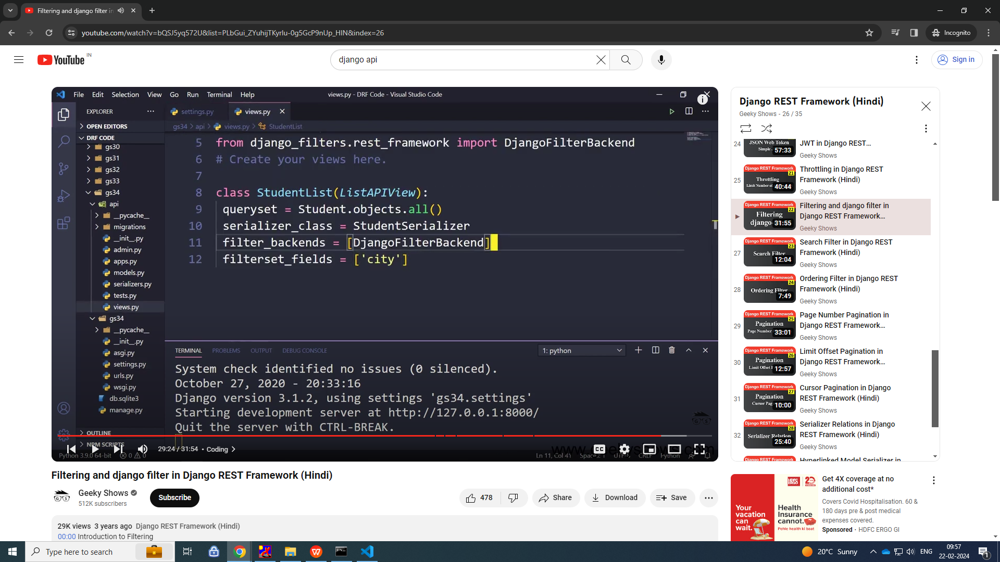 Filtering and django filter in
youtube.com/watch?v=bQSJ5yq572U&list=PLbGui_ZYuhijTKyrlu-0g5GcP9nUp_HlN&index=26
Incognito
YouTube IN
django api
Sign in
File Edit Selection View Go Run Terminal Help
views.py - DRF Code - Visual Studio Code
EXPLORER
settings.py
views.py
OPEN EDITORS
gs34 > api > views.py > StudentList
DRF CODE
gs30
gs31
gs32
gs33
gs34
api
__pycache__
migrations
__init__.py
admin.py
apps.py
models.py
serializers.py
tests.py
views.py
gs34
__pycache__
__init__.py
asgi.py
settings.py
urls.py
wsgi.py
db.sqlite3
manage.py
OUTLINE
NPM SCRIPTS
5 from django_filters.rest_framework import DjangoFilterBackend
6 # Create your views here.
7
8 class StudentList(ListAPIView):
9 queryset = Student.objects.all()
10 serializer_class = StudentSerializer
11 filter_backends = [DjangoFilterBackend]
12 filterset_fields = ['city']
TERMINAL PROBLEMS OUTPUT DEBUG CONSOLE
1: python
System check identified no issues (0 silenced).
October 27, 2020 - 20:33:16
Django version 3.1.2, using settings 'gs34.settings'
Starting development server at http://127.0.0.1:8000/
Quit the server with CTRL-BREAK.
29:24 / 31:54 • Coding >
CC
Python 3.9.0 64-bit 0 0
Ln 11, Col 41
CRLF Python
Filtering and django filter in Django REST Framework (Hindi)
Geeky Shows
512K subscribers
Subscribe
478
Share
Download
Save
29K views 3 years ago Django REST Framework (Hindi)
00:00 Introduction to Filtering
Django REST Framework (Hindi)
Geeky Shows - 26 / 35
24
JSON Web Token
57:33
JWT in Django REST…
Geeky Shows
25
Django REST Framework
21
Throttling
40:44
Throttling in Django REST
Framework (Hindi)
Geeky Shows
Django REST Framework
22
Filtering
31:55
Filtering and django filter in
Django REST Framework…
Geeky Shows
27
Django REST Framework
23
Search Filter
12:04
Search Filter in Django REST
Framework (Hindi)
Geeky Shows
28
Django REST Framework
24
Ordering Filter
7:49
Ordering Filter in Django REST
Framework (Hindi)
Geeky Shows
29
Django REST Framework
25
Pagination
Page Number
33:01
Page Number Pagination in
Django REST Framework…
Geeky Shows
30
Django REST Framework
26
Pagination
12:57
Limit Offset Pagination in
Django REST Framework…
Geeky Shows
31
Django REST Framework
27
Pagination
10:00
Cursor Pagination in Django
REST Framework (Hindi)
Geeky Shows
32
Django REST Framework
28
Serializer Relation
25:40
Serializer Relations in Django
REST Framework (Hindi)
Geeky Shows
Hyperlinked Model Serializer in
HDFC ERGO
Your
vacation
can
wait.
Health
Insurance
cannot.
Pehle health ki baat
Get 4X coverage at no
additional cost*
Covers Covid Hospitalisation. 60 &
180 days pre & post medical
expenses covered.
Sponsored · HDFC ERGO GI
Type here to search
20°C Sunny
ENG
09:57
22-02-2024
1